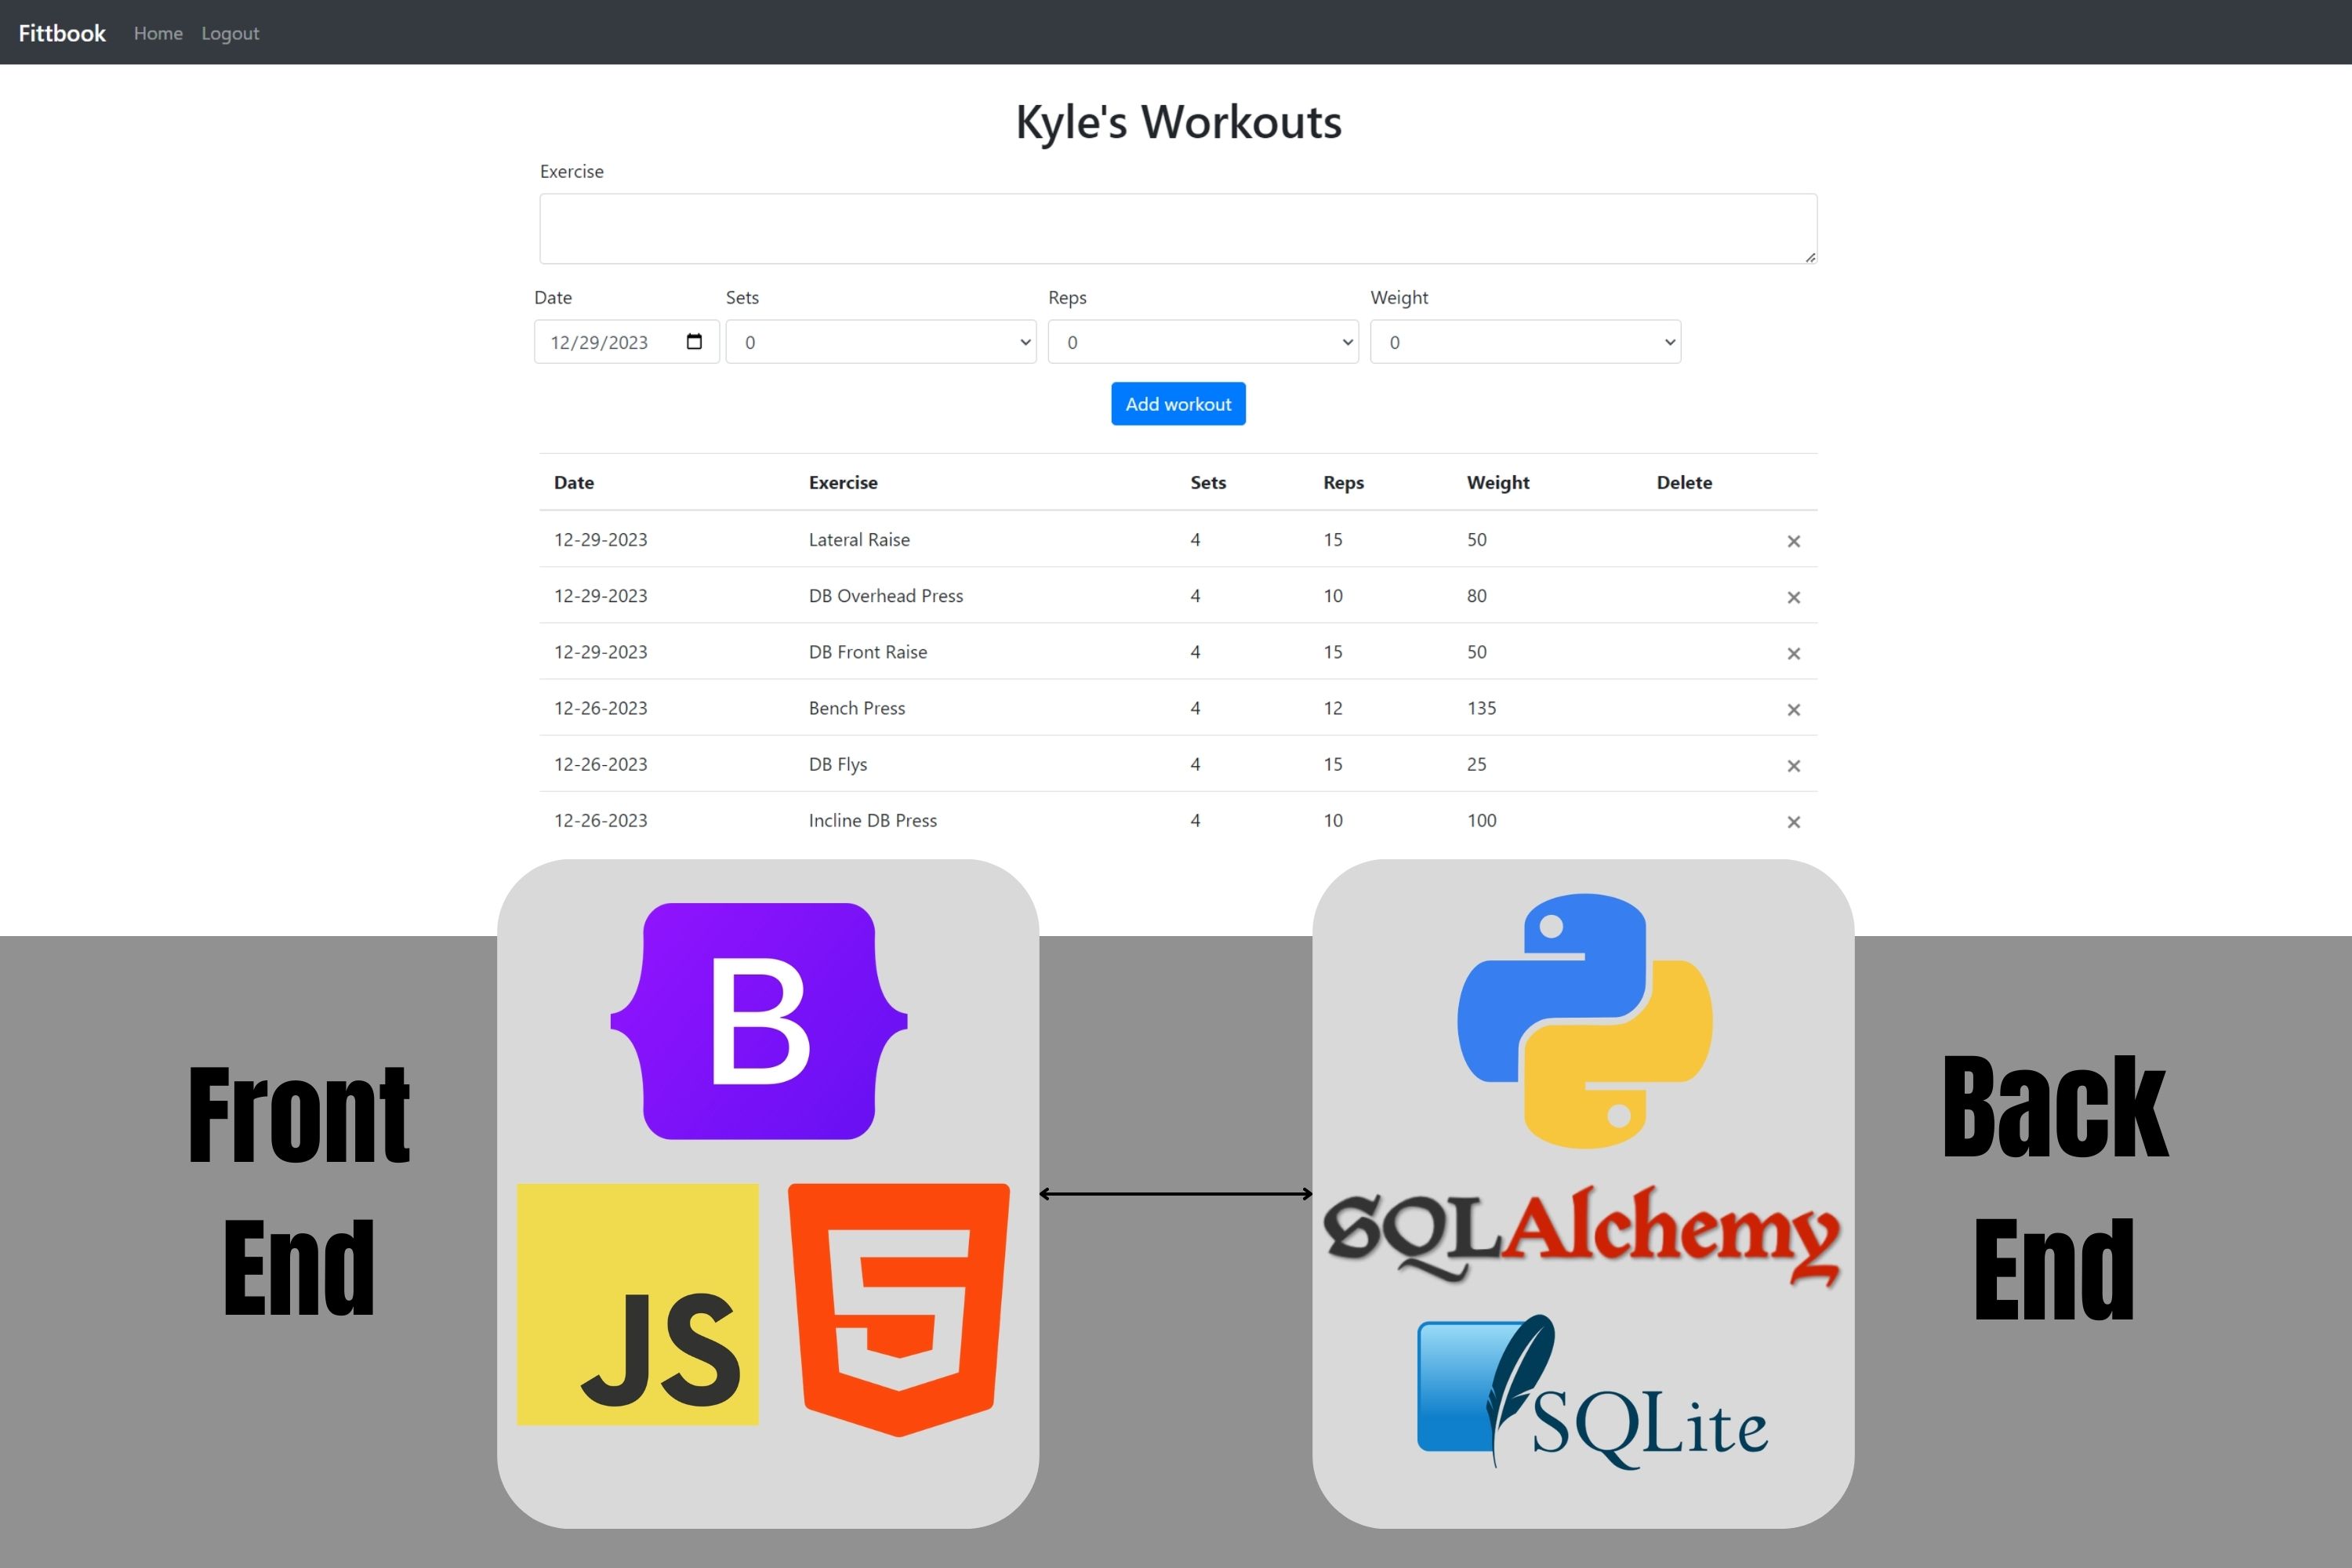 Fittbook Home Logout
Kyle's Workouts
Exercise
Date Sets Reps Weight
12/29/2023 0 0 0
Add workout
Date Exercise Sets Reps Weight Delete
12-29-2023 Lateral Raise 4 15 50 ×
12-29-2023 DB Overhead Press 4 10 80 ×
12-29-2023 DB Front Raise 4 15 50 ×
12-26-2023 Bench Press 4 12 135 ×
12-26-2023 DB Flys 4 15 25 ×
12-26-2023 Incline DB Press 4 10 100 ×
Front
End
B
JS 5
SQLAlchemy
SQLite
Back
End